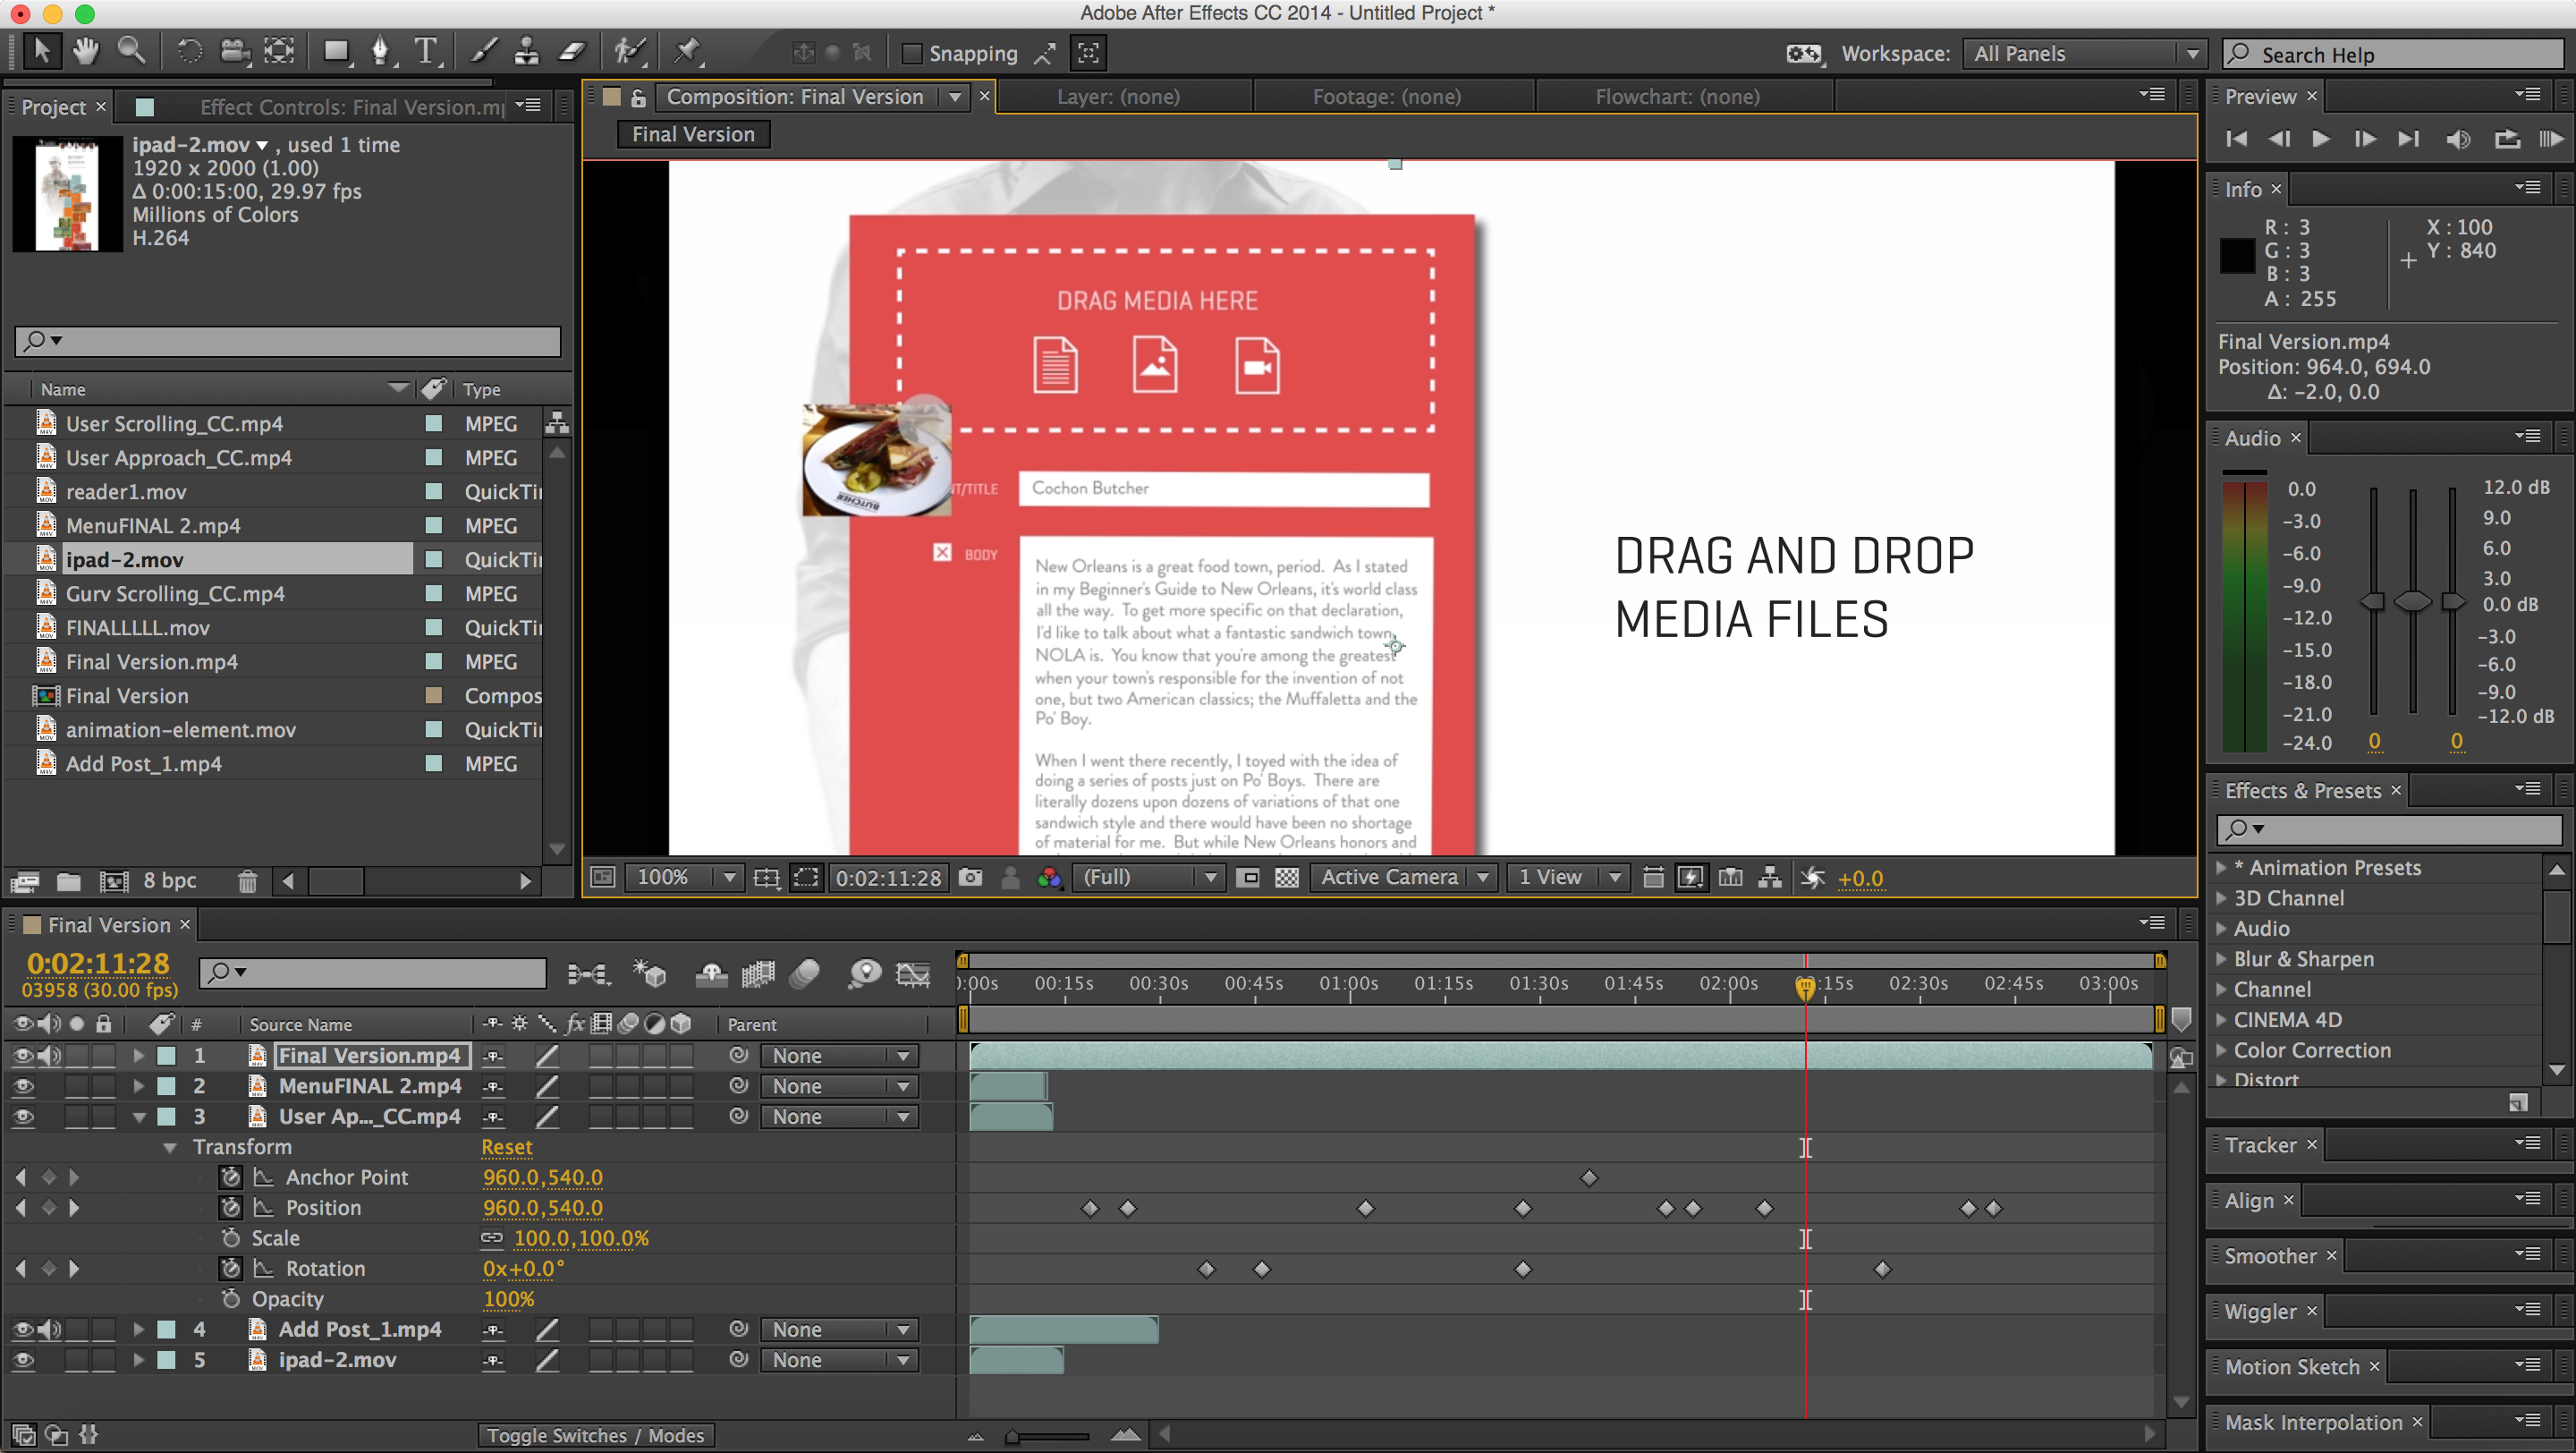 Adobe After Effects CC 2014 - Untitled Project *
Snapping
Workspace: All Panels
Search Help
Project × Effect Controls: Final Version.m
ipad-2.mov ▼ , used 1 time
1920 x 2000 (1.00)
Δ 0:00:15:00, 29.97 fps
Millions of Colors
H.264
Name Type
User Scrolling_CC.mp4 MPEG
User Approach_CC.mp4 MPEG
reader1.mov QuickTi
MenuFINAL 2.mp4 MPEG
ipad-2.mov QuickTi
Gurv Scrolling_CC.mp4 MPEG
FINALLLLL.mov QuickTi
Final Version.mp4 MPEG
Final Version Compos
animation-element.mov QuickTi
Add Post_1.mp4 MPEG
8 bpc
Composition: Final Version × Layer: (none) Footage: (none) Flowchart: (none)
Final Version
DRAG MEDIA HERE
T/TITLE Cochon Butcher
BUTCHER
BODY
New Orleans is a great food town, period. As I stated
in my Beginner's Guide to New Orleans, it's world class
all the way. To get more specific on that declaration,
I'd like to talk about what a fantastic sandwich town
NOLA is. You know that you're among the greatest
when your town's responsible for the invention of not
one, but two American classics; the Muffaletta and the
Po' Boy.
When I went there recently, I toyed with the idea of
doing a series of posts just on Po' Boys. There are
literally dozens upon dozens of variations of that one
sandwich style and there would have been no shortage
of material for me. But while New Orleans honors and
DRAG AND DROP
MEDIA FILES
100% 0:02:11:28 (Full) Active Camera 1 View +0.0
Preview ×
Info ×
R : 3 X : 100
G : 3 Y : 840
B : 3
A : 255
Final Version.mp4
Position: 964.0, 694.0
Δ: -2.0, 0.0
Audio ×
0.0
-3.0
-6.0
-9.0
-12.0
-15.0
-18.0
-21.0
-24.0
0 0
12.0 dB
9.0
6.0
3.0
0.0 dB
-3.0
-6.0
-9.0
-12.0 dB
Effects & Presets ×
* Animation Presets
3D Channel
Audio
Blur & Sharpen
Channel
CINEMA 4D
Color Correction
Distort
Tracker ×
Align ×
Smoother ×
Wiggler ×
Motion Sketch ×
Mask Interpolation ×
Final Version ×
0:02:11:28
03958 (30.00 fps)
):00s 00:15s 00:30s 00:45s 01:00s 01:15s 01:30s 01:45s 02:00s :15s 02:30s 02:45s 03:00s
# Source Name fx Parent
1 Final Version.mp4 None
2 MenuFINAL 2.mp4 None
3 User Ap..._CC.mp4 None
Transform Reset
Anchor Point 960.0,540.0
Position 960.0,540.0
Scale 100.0,100.0%
Rotation 0x+0.0°
Opacity 100%
4 Add Post_1.mp4 None
5 ipad-2.mov None
Toggle Switches / Modes